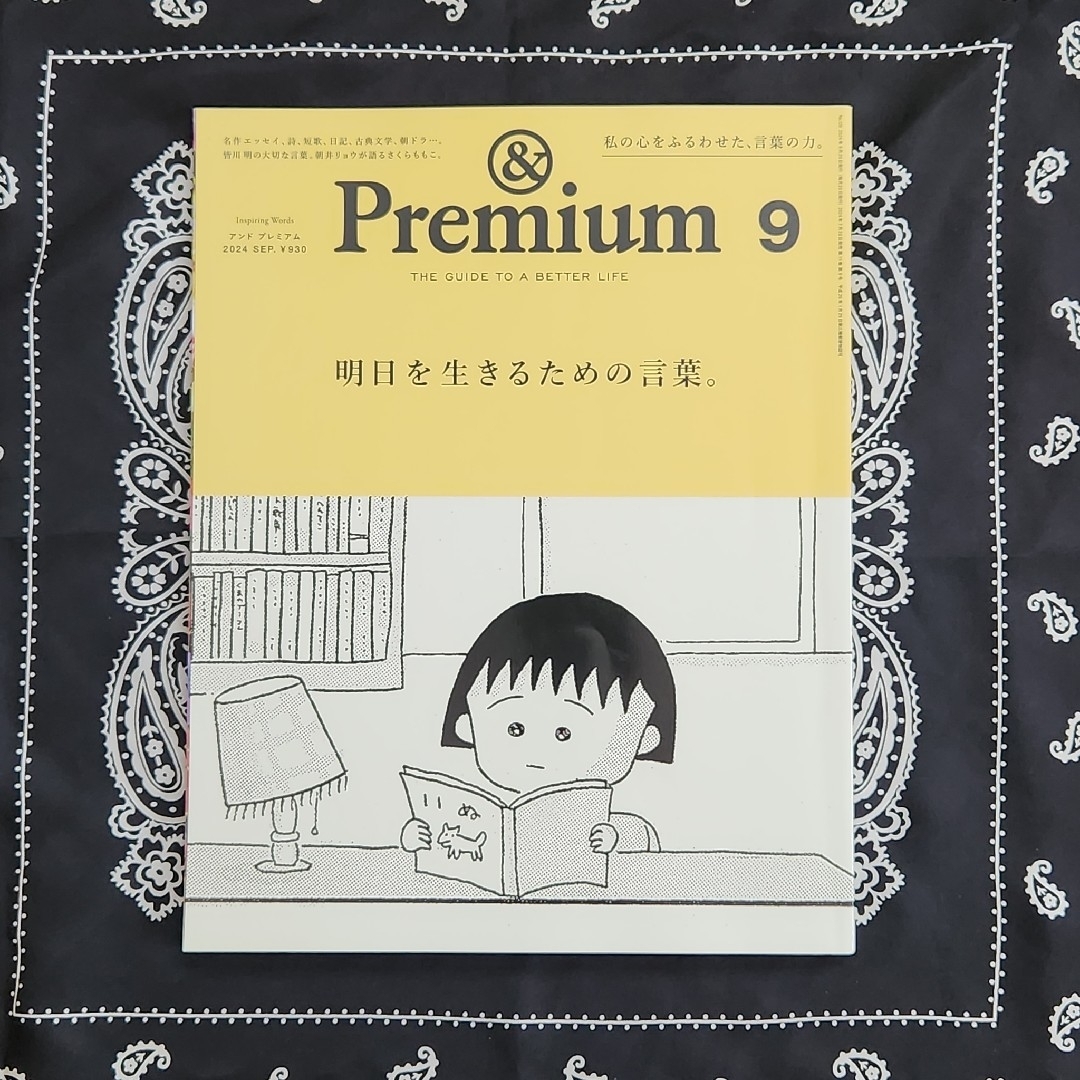 名作エッセイ、詩、短歌、日記、古典文学、朝ドラ…。
皆川 明の大切な言葉。朝井リョウが語るさくらももこ。
私の心をふるわせた、言葉の力。
&
Premium 9
Inspiring Words
アンド プレミアム
2024 SEP. ¥930
THE GUIDE TO A BETTER LIFE
明日を生きるための言葉。